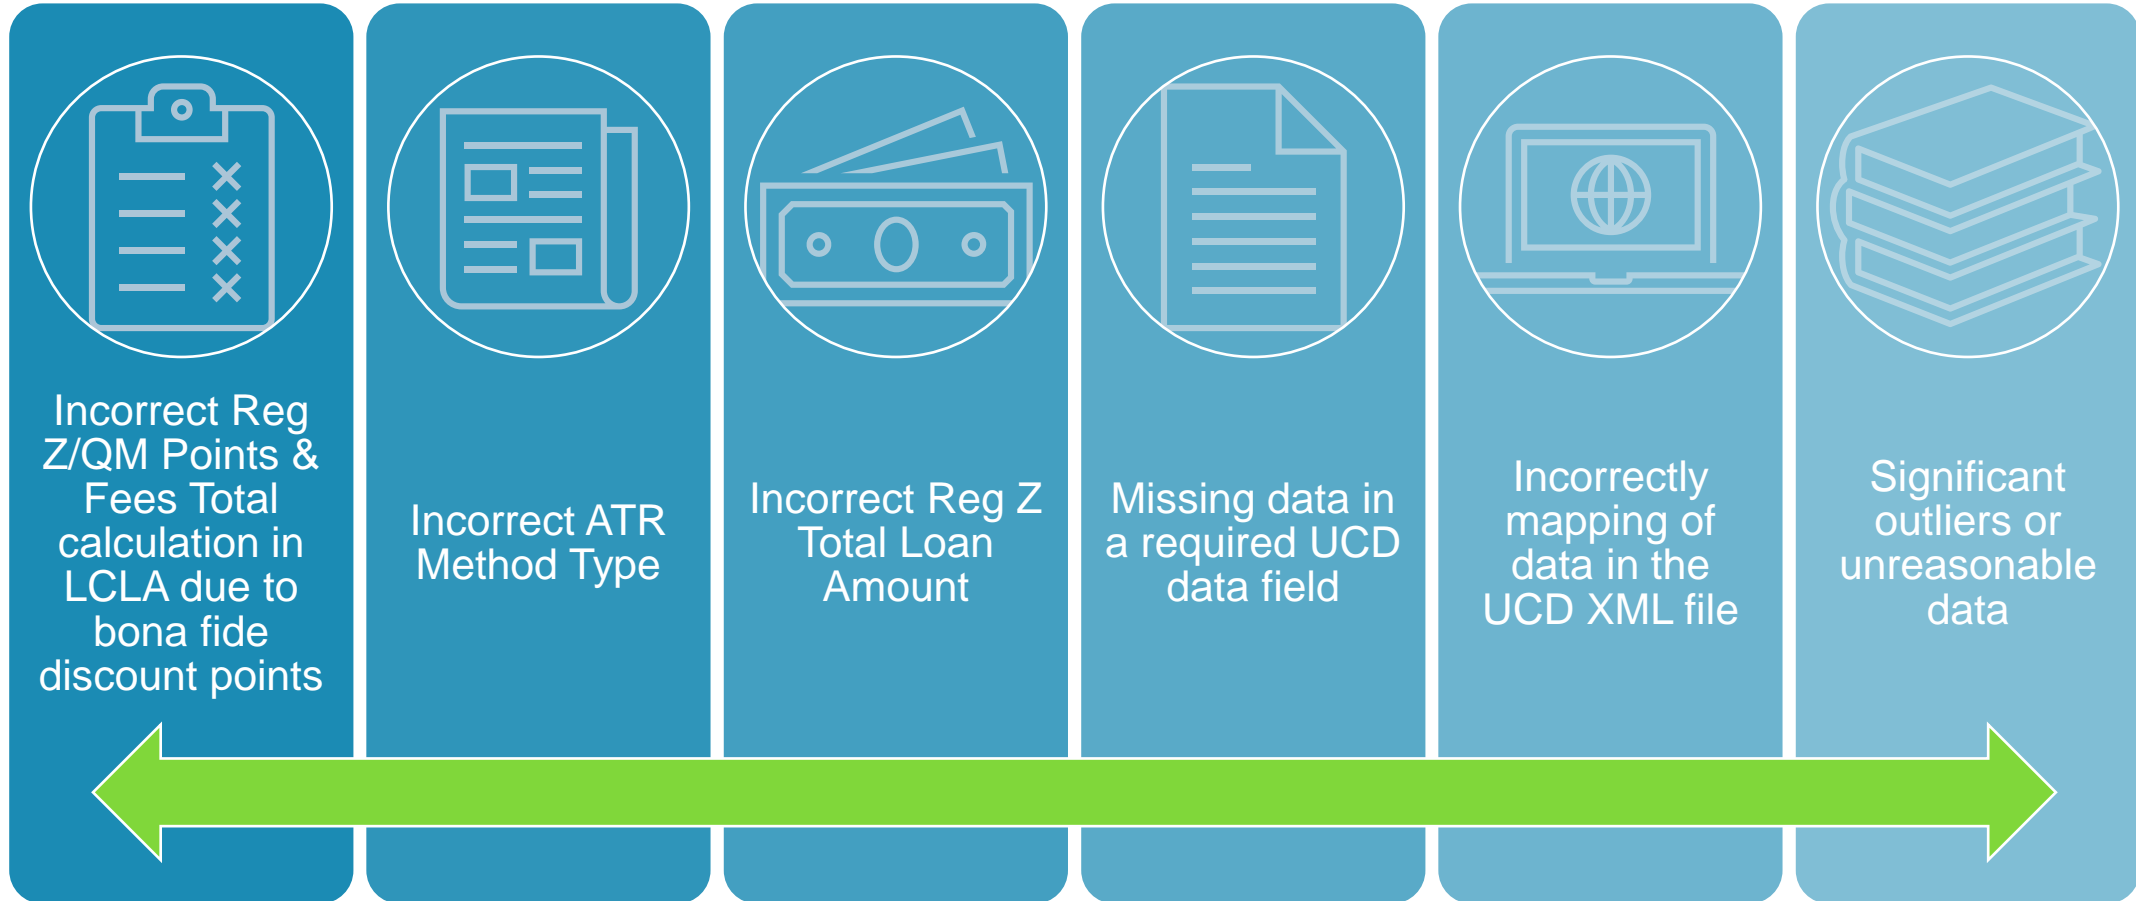 Incorrect Reg
Z/QM Points &
Fees Total
calculation in
LCLA due to
bona fide
discount points
Incorrect ATR
Method Type
Incorrect Reg Z
Total Loan
Amount
Missing data in
a required UCD
data field
Incorrectly
mapping of
data in the
UCD XML file
Significant
outliers or
unreasonable
data